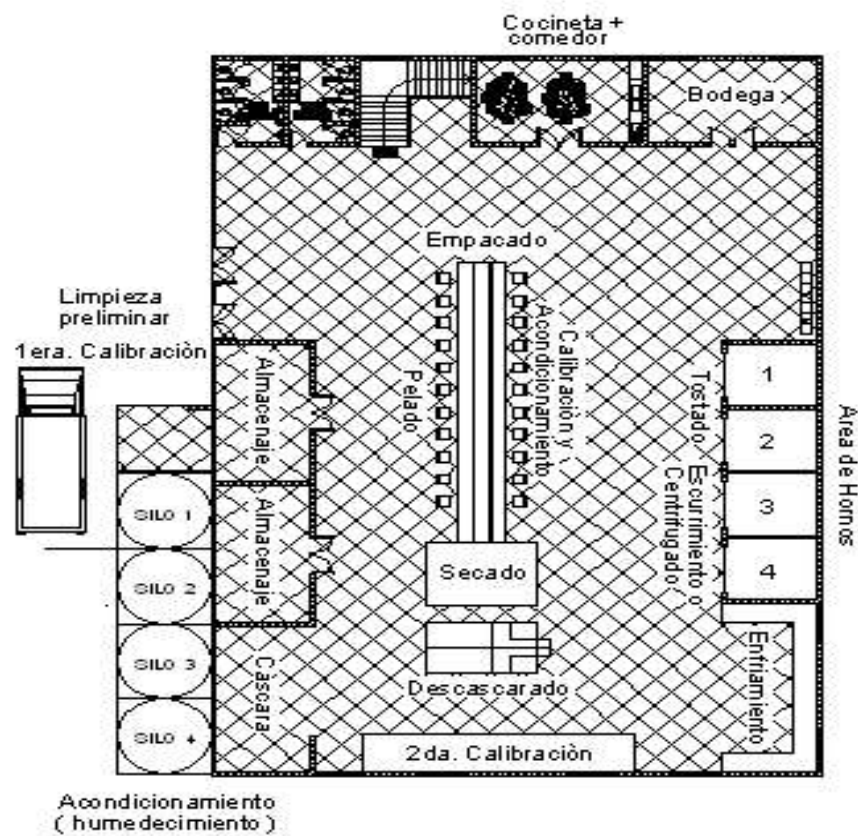 Cocineta +
comedor
Bodega
Empacado
Limpieza
preliminar
1era. Calibraciòn
Almacenaje
Pelado
Calibración y
Acondicionamiento
Tostado
1
2
3
4
Area de Hornos
Escurrimiento o
Centrifugado
SILO 1
SILO 2
SILO 3
SILO 4
Almacenaje
Secado
Cáscara
Descascarado
Enfriamiento
2da. Calibraciòn
Acondicionamiento
( humedecimiento )